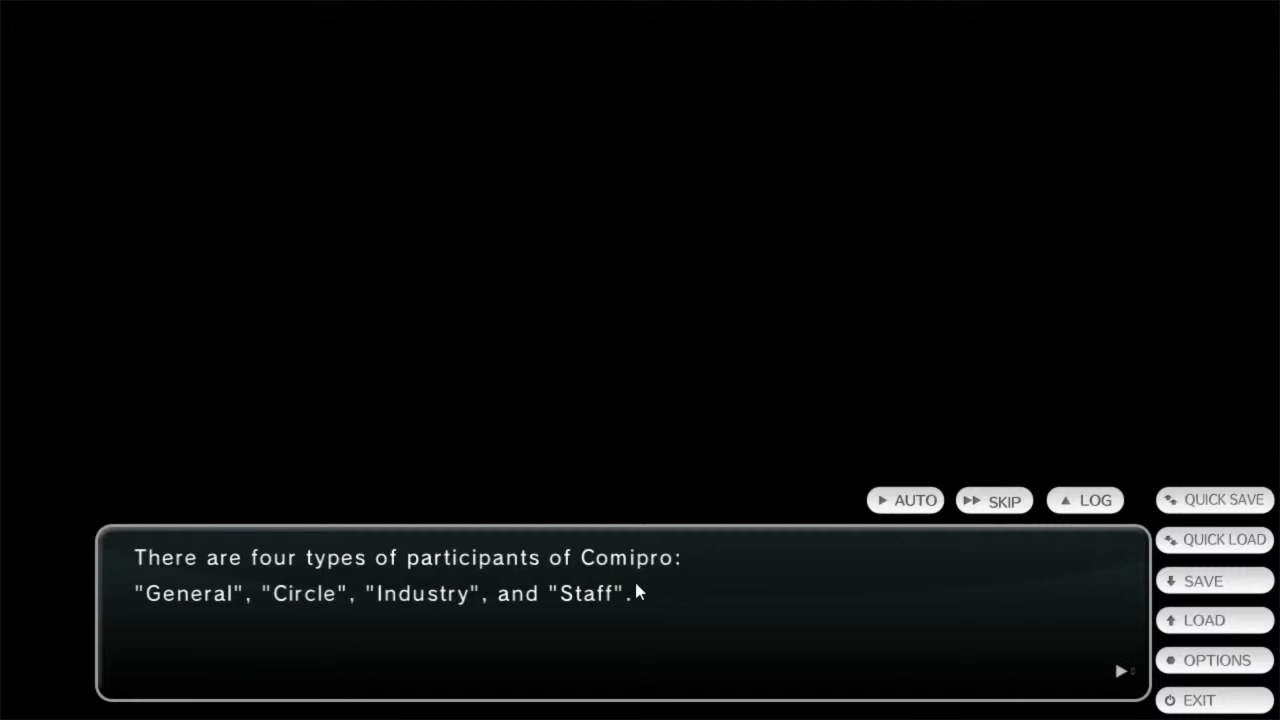 AUTO
SKIP
LOG
QUICK SAVE
There are four types of participants of Comipro:
"General", "Circle", "Industry", and "Staff".
QUICK LOAD
SAVE
LOAD
OPTIONS
EXIT